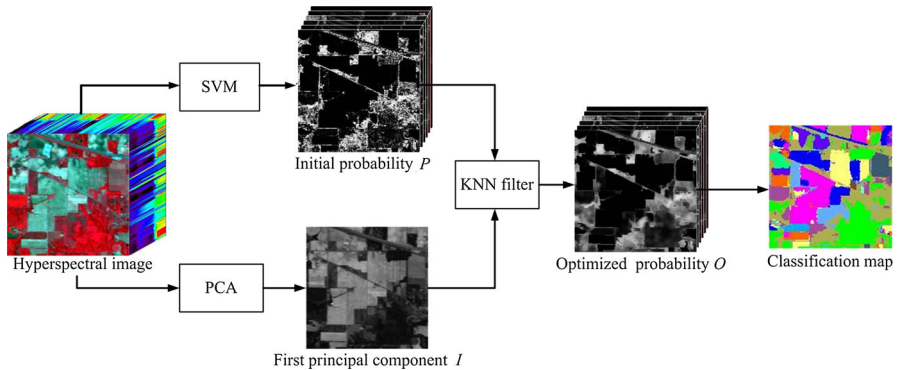 SVM
Initial probability P
KNN filter
Hyperspectral image
Optimized probability O
Classification map
PCA
First principal component I